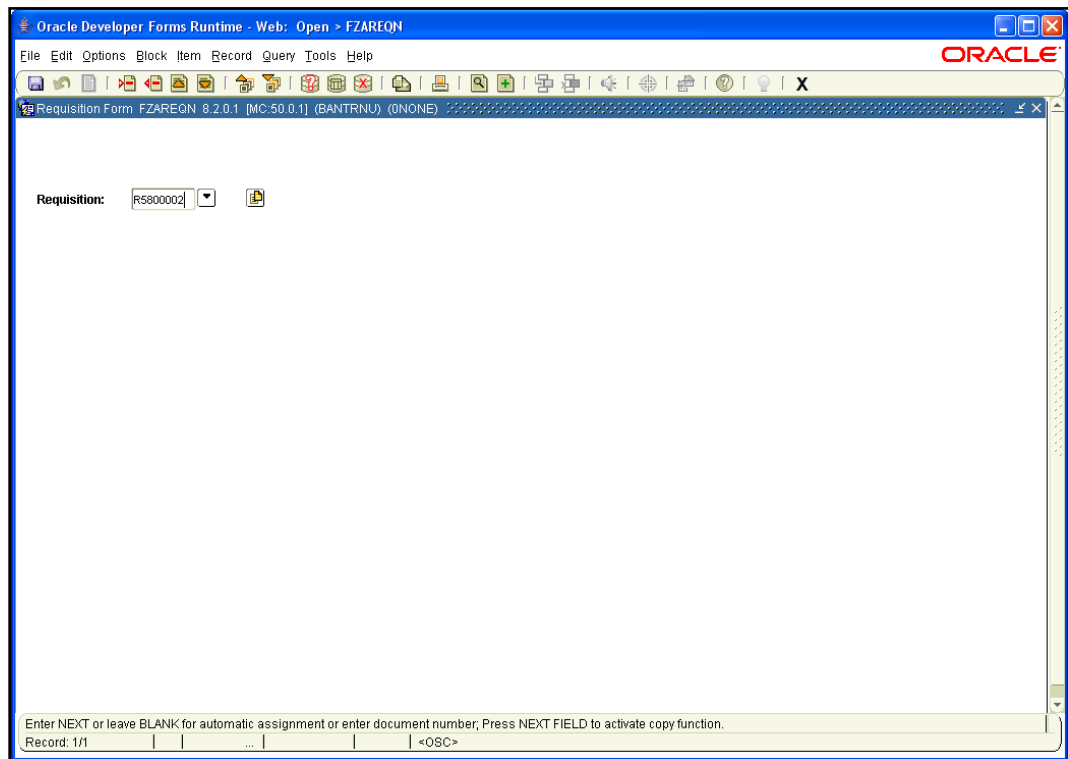 Oracle Developer Forms Runtime - Web: Open > FZAREQN
File Edit Options Block Item Record Query Tools Help
ORACLE
X
Requisition Form FZAREQN 8.2.0.1 [MC:50.0.1] (BANTRNU) (0NONE)
Requisition: R5800002
Enter NEXT or leave BLANK for automatic assignment or enter document number; Press NEXT FIELD to activate copy function.
Record: 1/1 ... <OSC>